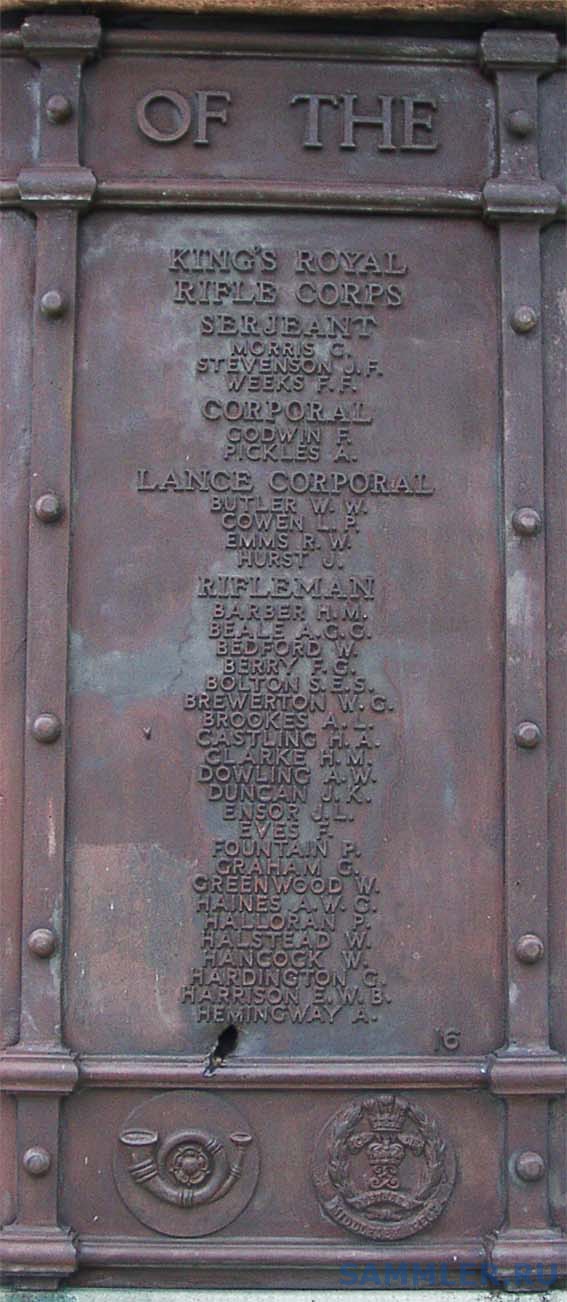 OF THE
KING'S ROYAL
RIFLE CORPS
SERJEANT
MORRIS G.
STEVENSON J.F.
WEEKS F.F.
CORPORAL
GODWIN F.
PICKLES A.
LANCE CORPORAL
BUTLER W.W.
COWEN L.P.
EMMS R.W.
HURST J.
RIFLEMAN
BARBER H.M.
BEALE A.G.G.
BEDFORD W.
BERRY F.G.
BOLTON S.E.S.
BREWERTON W.G.
BROOKES A.L.
CASTLING H.A.
CLARKE H.M.
DOWLING A.W.
DUNCAN J.K.
ENSOR J.L.
EVES F.
FOUNTAIN P.
GRAHAM G.
GREENWOOD W.
HAINES A.W.G.
HALLORAN P.
HALSTEAD W.
HANCOCK W.
HARDINGTON G.
HARRISON E.W.B.
HEMINGWAY A.
16
MIDDLESEX REGT
SAMMLER.RU